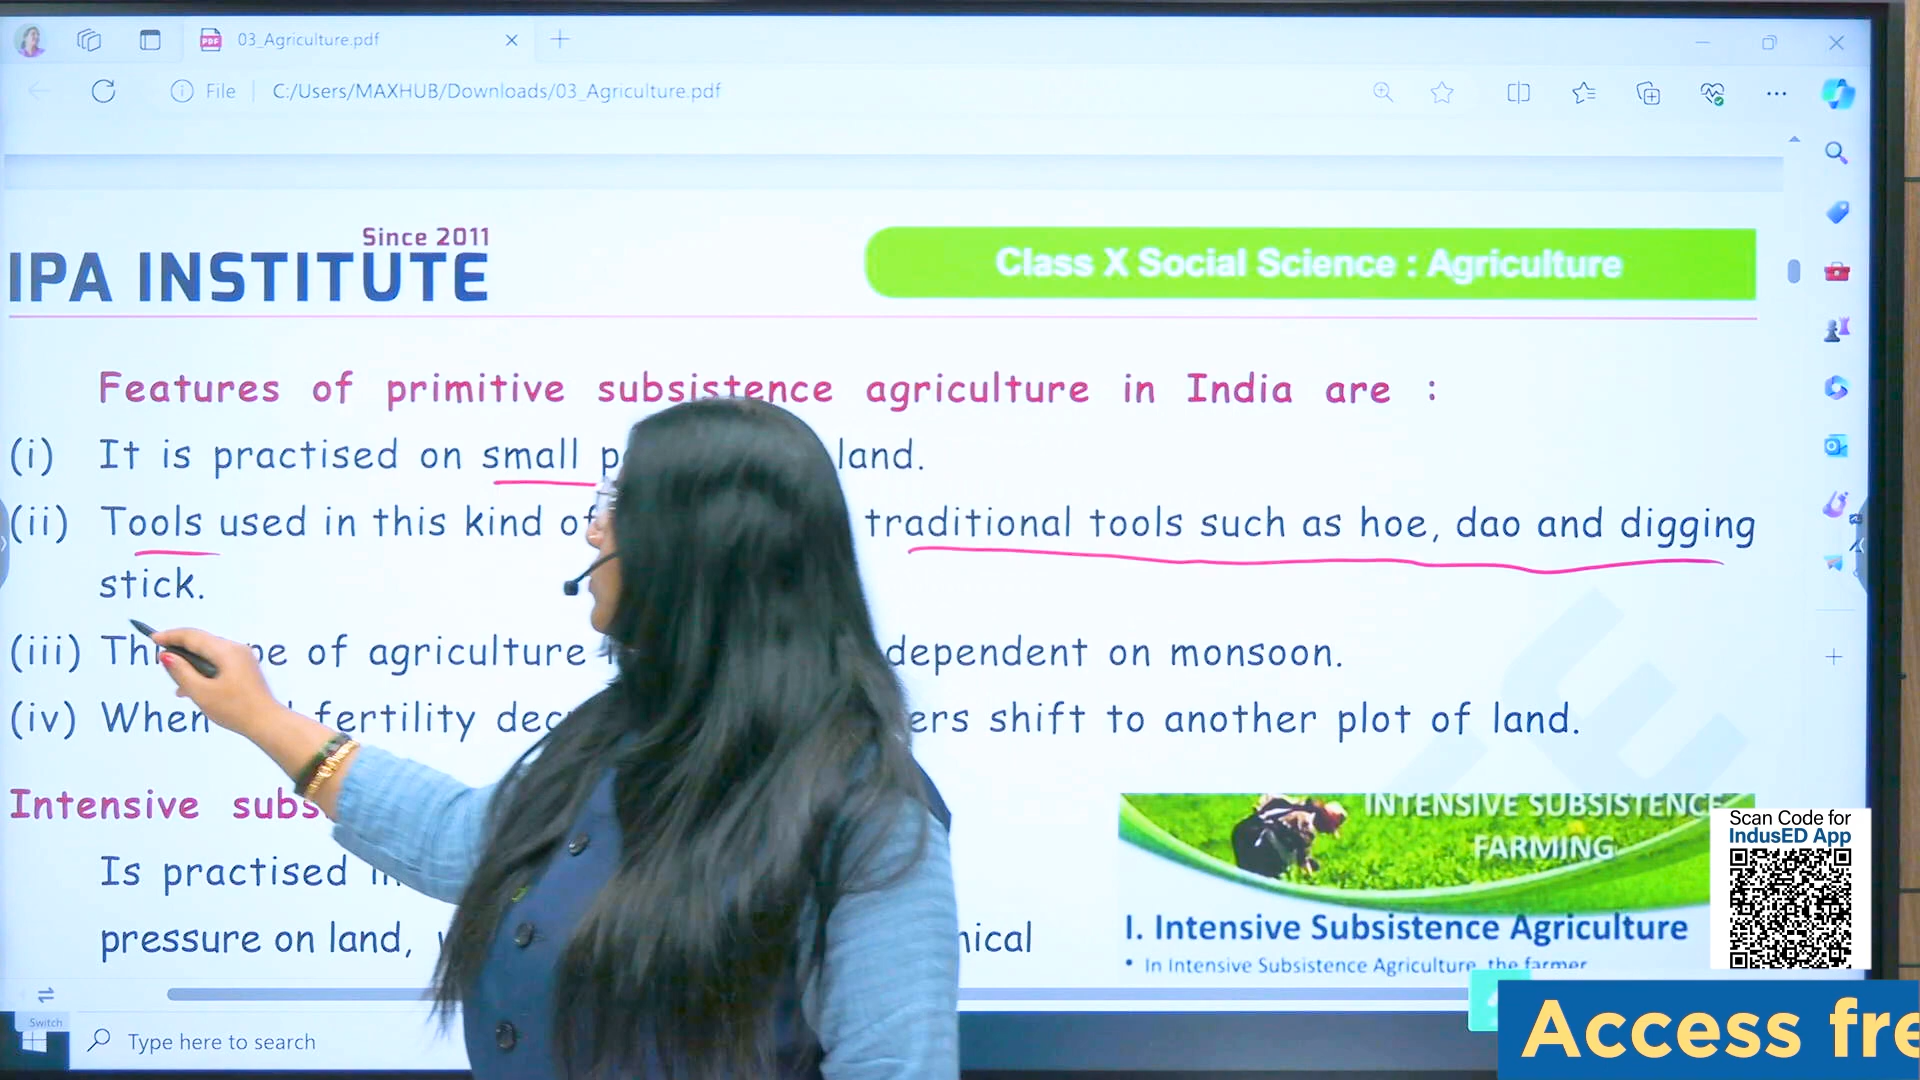 03_Agriculture.pdf
File C:/Users/MAXHUB/Downloads/03_Agriculture.pdf
Since 2011
IPA INSTITUTE
Class X Social Science : Agriculture
Features of primitive subsistence agriculture in India are :
(i) It is practised on small land.
(ii) Tools used in this kind of traditional tools such as hoe, dao and digging
stick.
(iii) of agriculture dependent on monsoon.
(iv) When fertility shift to another plot of land.
Intensive
Is practised
pressure on land,
INTENSIVE SUBSISTENCE
FARMING
I. Intensive Subsistence Agriculture
• In Intensive Subsistence Agriculture, the farmer
Scan Code for
IndusED App
Switch
Type here to search
Access fre